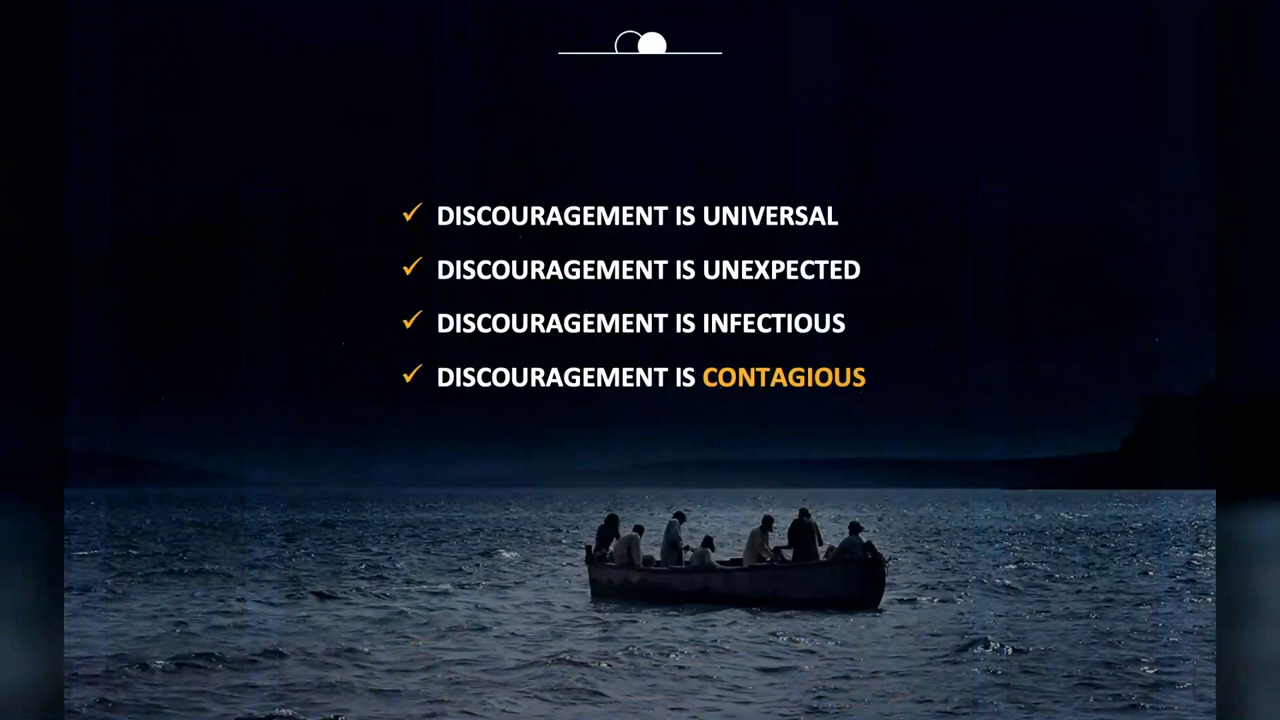 DISCOURAGEMENT IS UNIVERSAL
DISCOURAGEMENT IS UNEXPECTED
DISCOURAGEMENT IS INFECTIOUS
DISCOURAGEMENT IS CONTAGIOUS